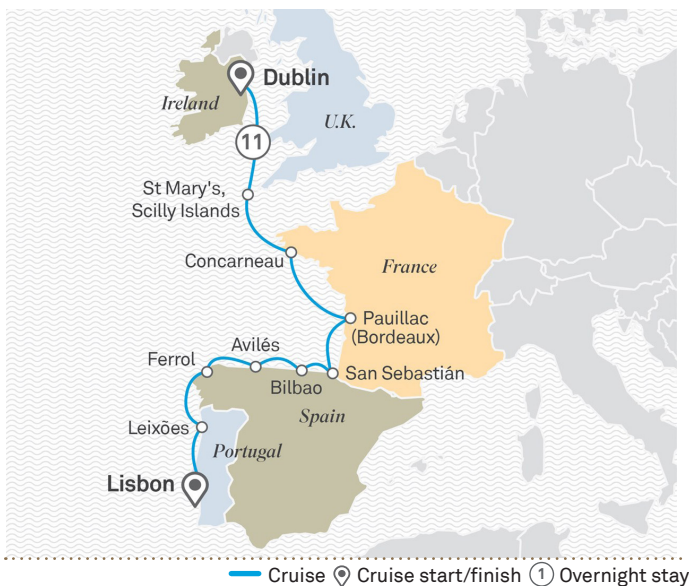 Dublin
Ireland
U.K.
11
St Mary's,
Scilly Islands
Concarneau
France
Pauillac
(Bordeaux)
Avilés
Ferrol
San Sebastián
Bilbao
Spain
Leixões
Portugal
Lisbon
Cruise Cruise start/finish 1 Overnight stay